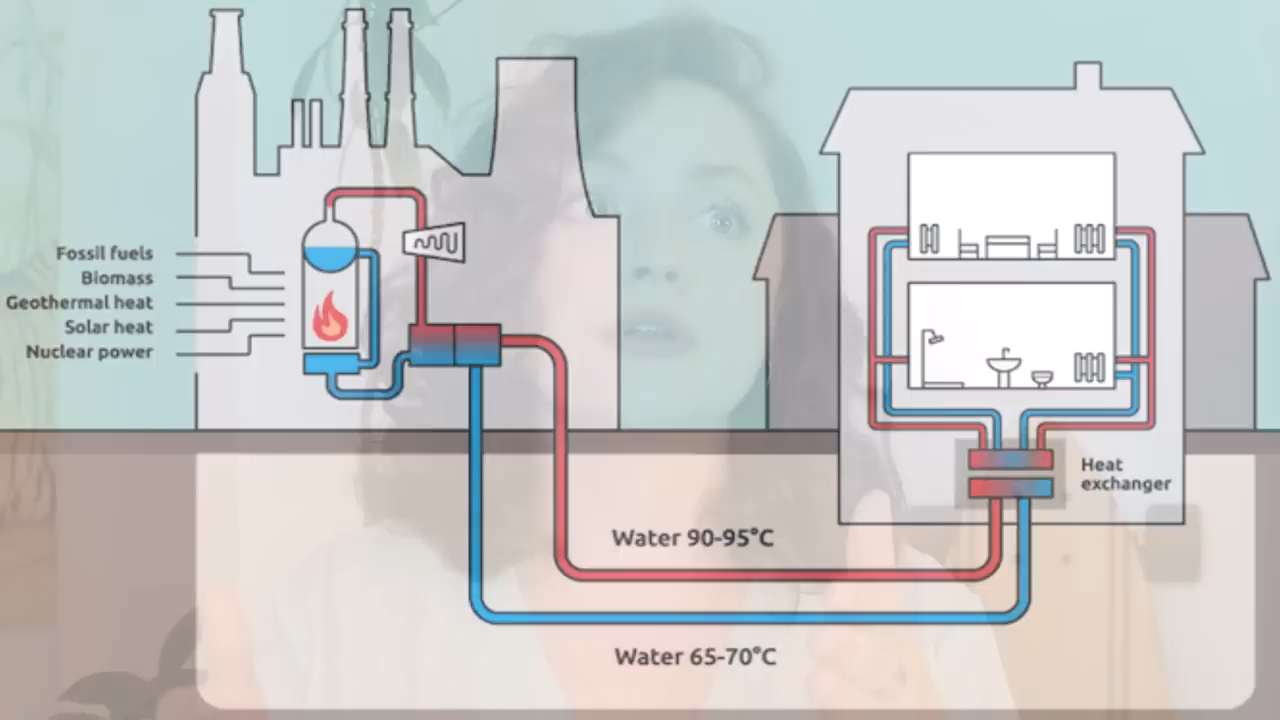 Fossil fuels
Biomass
Geothermal heat
Solar heat
Nuclear power
Heat
exchanger
Water 90-95°C
Water 65-70°C